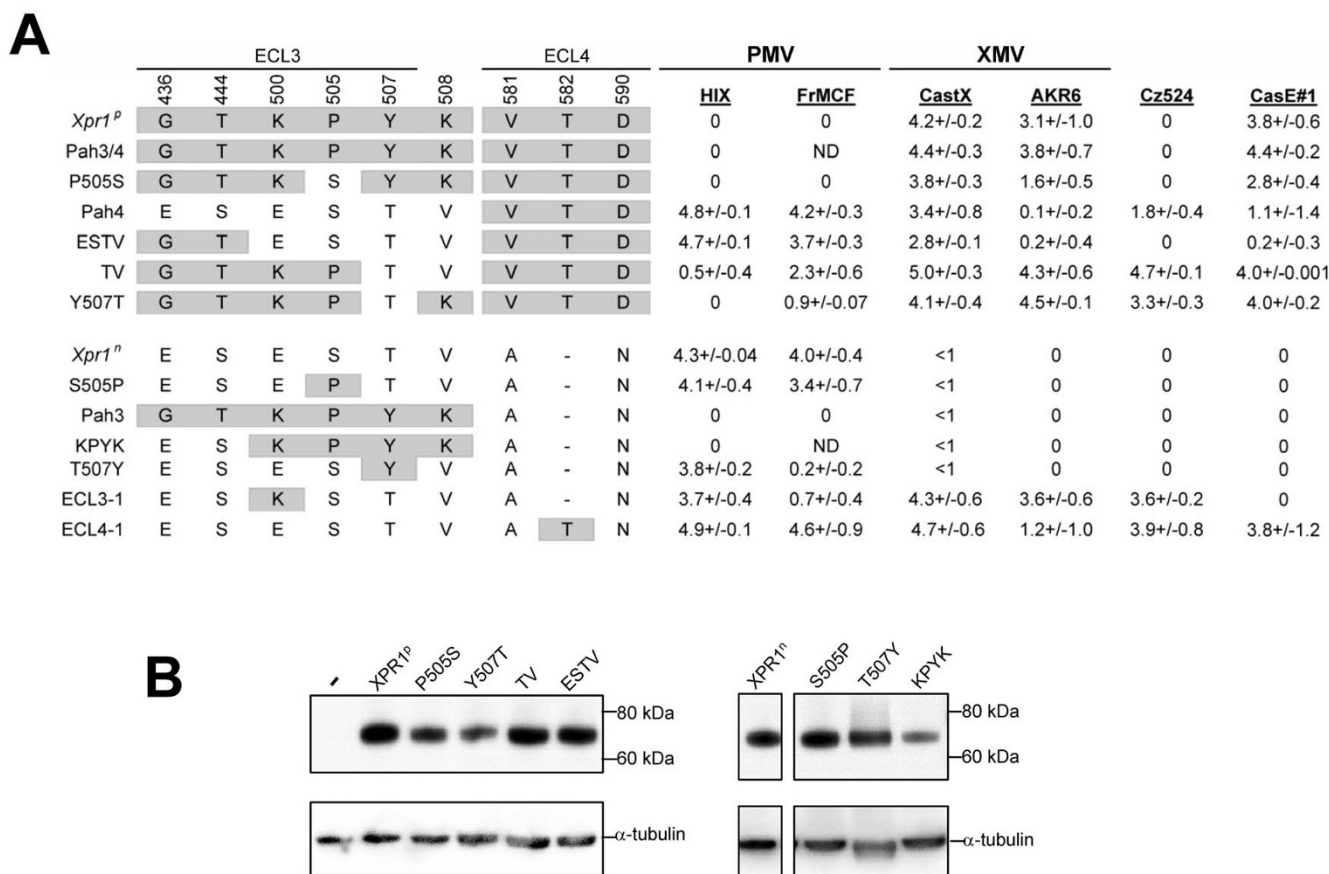 A
ECL3 ECL4 PMV XMV
436 444 500 505 507 508 581 582 590 HIX FrMCF CastX AKR6 Cz524 CasE#1
Xpr1p G T K P Y K V T D 0 0 4.2+/-0.2 3.1+/-1.0 0 3.8+/-0.6
Pah3/4 G T K P Y K V T D 0 ND 4.4+/-0.3 3.8+/-0.7 0 4.4+/-0.2
P505S G T K S Y K V T D 0 0 3.8+/-0.3 1.6+/-0.5 0 2.8+/-0.4
Pah4 E S E S T V V T D 4.8+/-0.1 4.2+/-0.3 3.4+/-0.8 0.1+/-0.2 1.8+/-0.4 1.1+/-1.4
ESTV G T E S T V V T D 4.7+/-0.1 3.7+/-0.3 2.8+/-0.1 0.2+/-0.4 0 0.2+/-0.3
TV G T K P T V V T D 0.5+/-0.4 2.3+/-0.6 5.0+/-0.3 4.3+/-0.6 4.7+/-0.1 4.0+/-0.001
Y507T G T K P T K V T D 0 0.9+/-0.07 4.1+/-0.4 4.5+/-0.1 3.3+/-0.3 4.0+/-0.2
Xpr1n E S E S T V A - N 4.3+/-0.04 4.0+/-0.4 <1 0 0 0
S505P E S E P T V A - N 4.1+/-0.4 3.4+/-0.7 <1 0 0 0
Pah3 G T K P Y K A - N 0 0 <1 0 0 0
KPYK E S K P Y K A - N 0 ND <1 0 0 0
T507Y E S E S Y V A - N 3.8+/-0.2 0.2+/-0.2 <1 0 0 0
ECL3-1 E S K S T V A - N 3.7+/-0.4 0.7+/-0.4 4.3+/-0.6 3.6+/-0.6 3.6+/-0.2 0
ECL4-1 E S E S T V A T N 4.9+/-0.1 4.6+/-0.9 4.7+/-0.6 1.2+/-1.0 3.9+/-0.8 3.8+/-1.2
B
- XPR1p P505S Y507T TV ESTV XPR1n S505P T507Y KPYK
80 kDa 80 kDa
60 kDa 60 kDa
α-tubulin α-tubulin